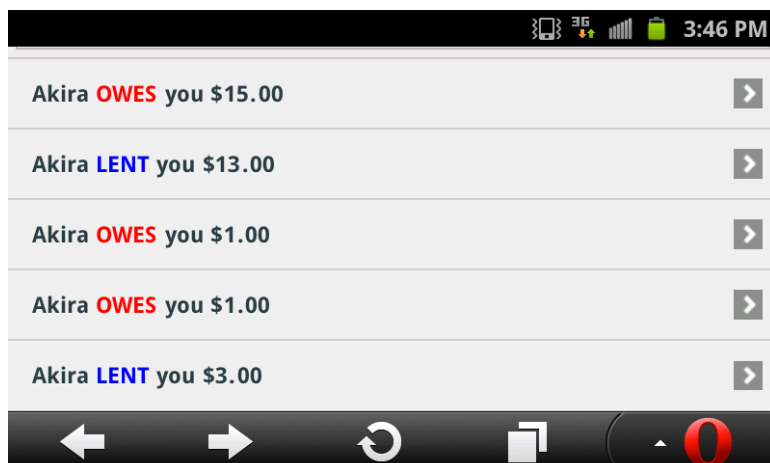 3G 3:46 PM
Akira OWES you $15.00
Akira LENT you $13.00
Akira OWES you $1.00
Akira OWES you $1.00
Akira LENT you $3.00